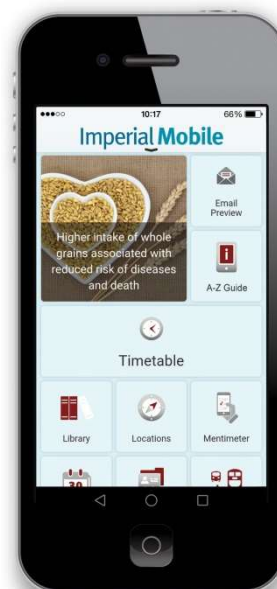 10:17
66%
Imperial Mobile
Higher intake of whole
grains associated with
reduced risk of diseases
and death
Email
Preview
A-Z Guide
Timetable
Library
Locations
Mentimeter
30